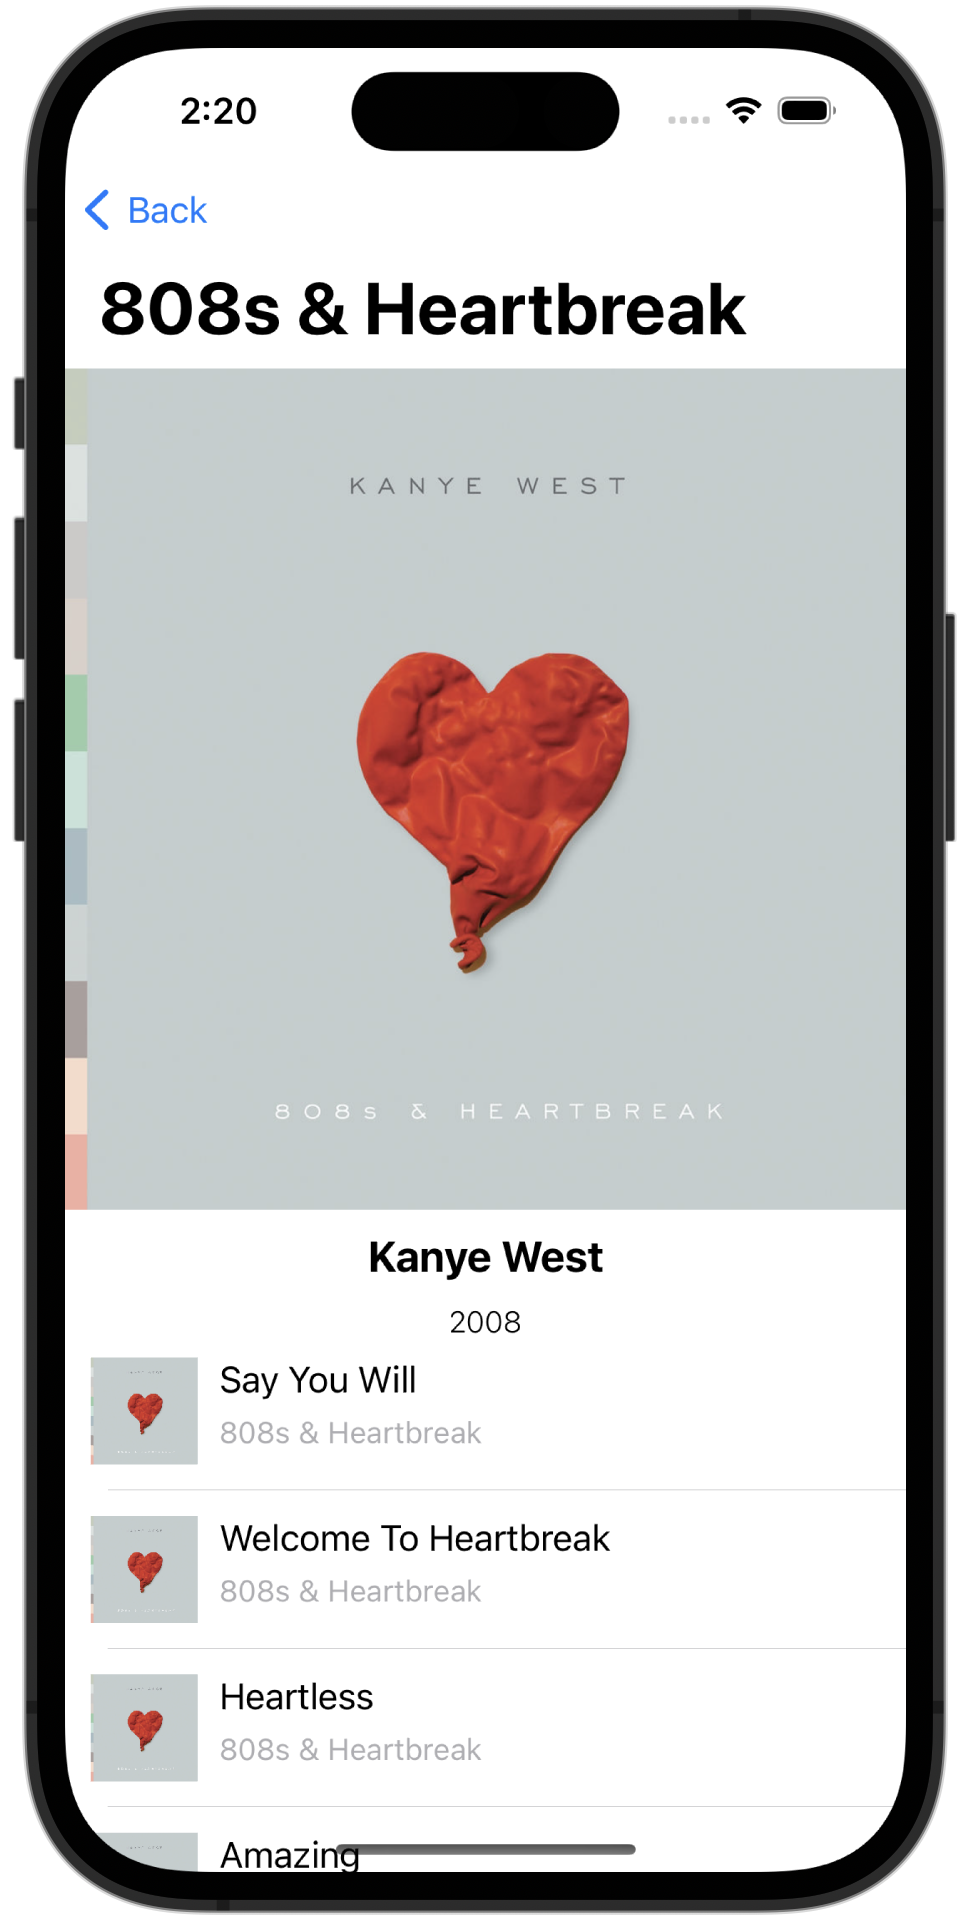 2:20
Back
808s & Heartbreak
KANYE WEST
808s & HEARTBREAK
Kanye West
2008
Say You Will
808s & Heartbreak
Welcome To Heartbreak
808s & Heartbreak
Heartless
808s & Heartbreak
Amazing